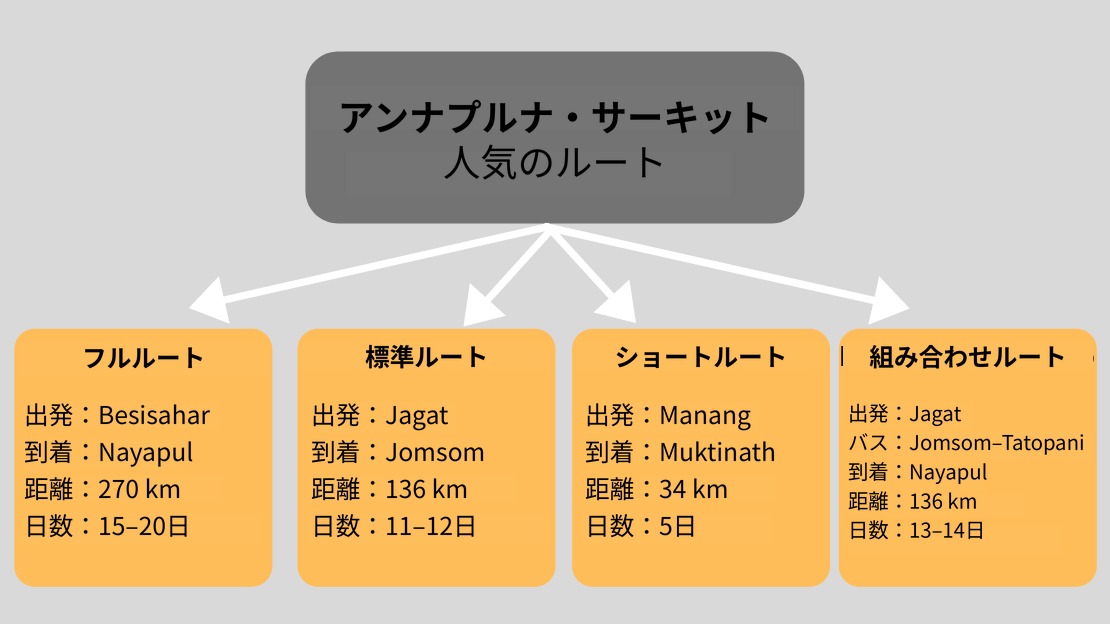 アンナプルナ・サーキット
人気のルート
フルルート
出発：Besisahar
到着：Nayapul
距離：270 km
日数：15–20日
標準ルート
出発：Jagat
到着：Jomsom
距離：136 km
日数：11–12日
ショートルート
出発：Manang
到着：Muktinath
距離：34 km
日数：5日
組み合わせルート
出発：Jagat
バス：Jomsom–Tatopani
到着：Nayapul
距離：136 km
日数：13–14日